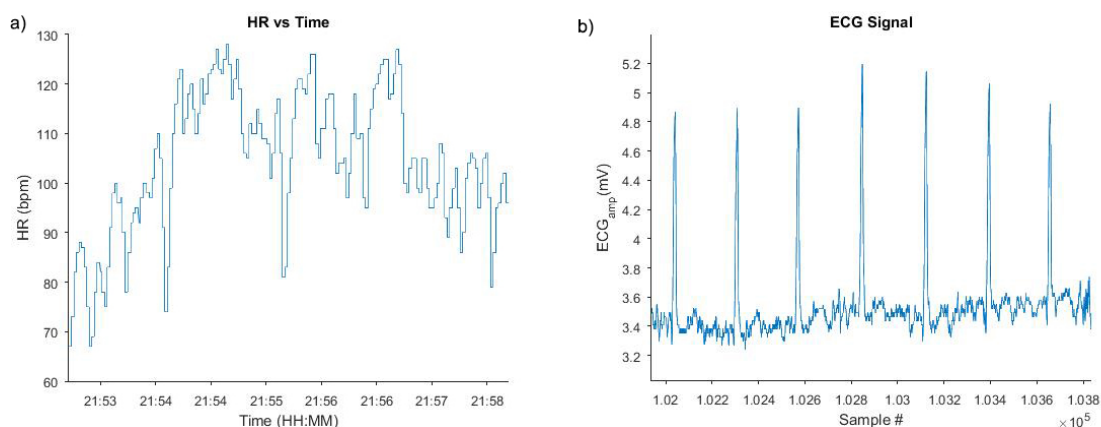 a)
HR vs Time
130
120
110
100
90
80
70
60
HR (bpm)
21:53 21:54 21:54 21:55 21:55 21:56 21:56 21:57 21:58
Time (HH:MM)
b)
ECG Signal
5.2
5
4.8
4.6
4.4
4.2
4
3.8
3.6
3.4
3.2
ECGamp(mV)
1.02 1.022 1.024 1.026 1.028 1.03 1.032 1.034 1.036 1.038
Sample #
× 10⁵